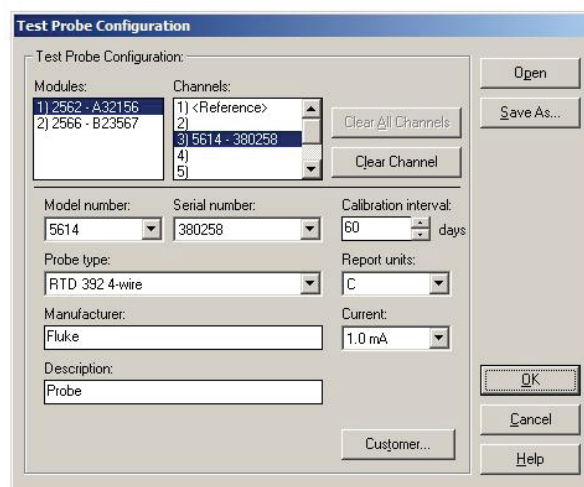 Test Probe Configuration
Test Probe Configuration:
Modules:
1) 2562 - A32156
2) 2566 - B23567
Channels:
1) <Reference>
2)
3) 5614 - 380258
4)
5)
Clear All Channels
Clear Channel
Open
Save As...
Model number:
5614
Serial number:
380258
Calibration interval:
60
days
Probe type:
RTD 392 4-wire
Report units:
C
Manufacturer:
Fluke
Current:
1.0 mA
Description:
Probe
Customer...
OK
Cancel
Help